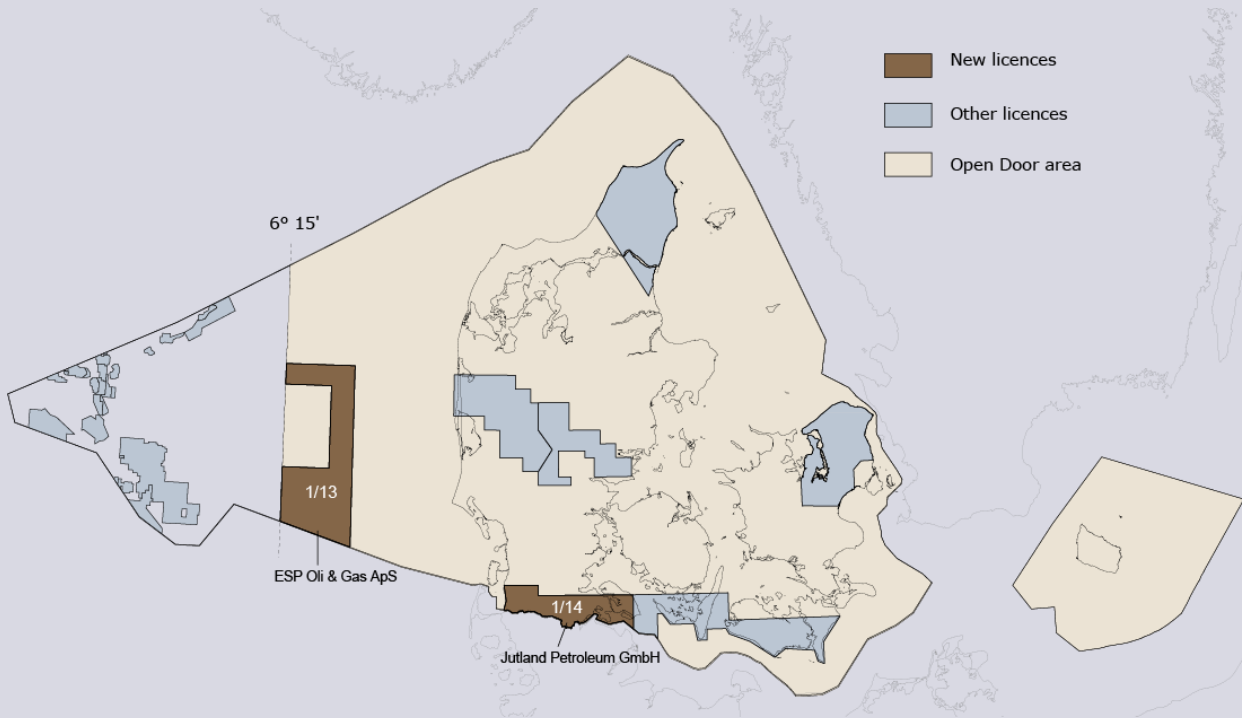 New licences
Other licences
Open Door area
6° 15'
1/13
ESP Oli & Gas ApS
1/14
Jutland Petroleum GmbH